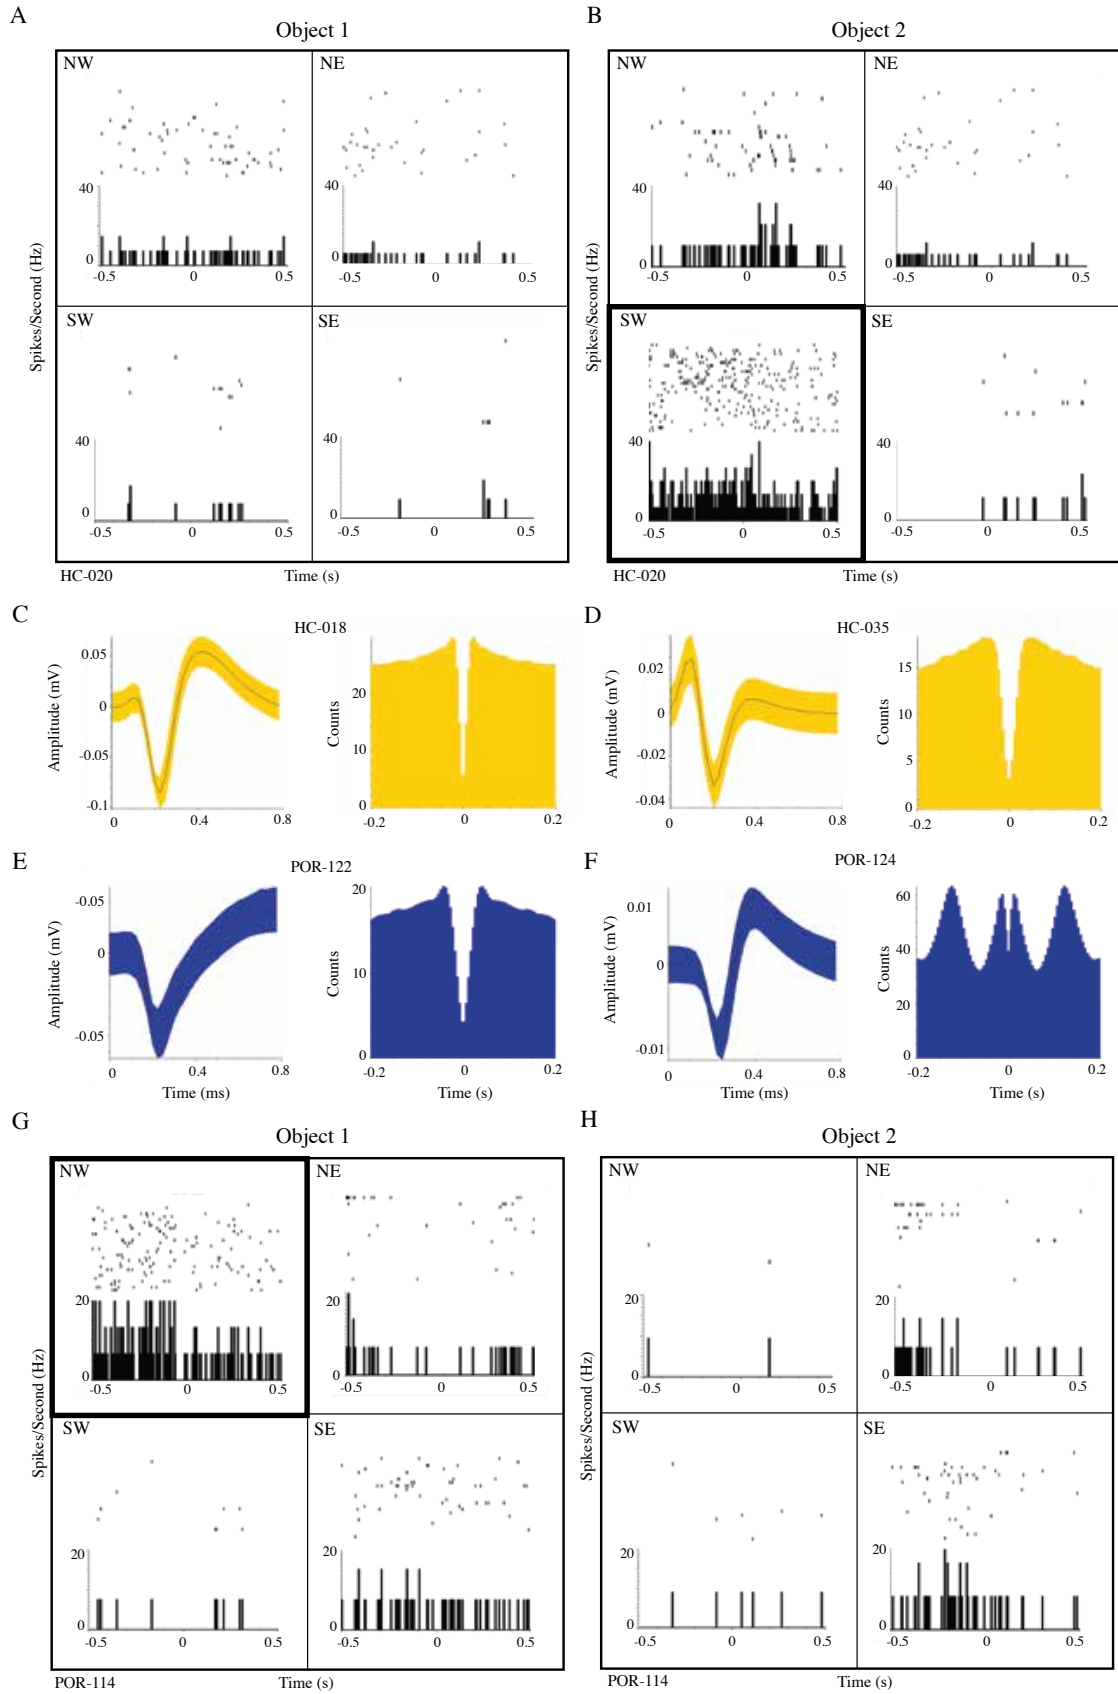 A
Object 1
B
Object 2
NW
NE
NW
NE
40
0
-0.5 0 0.5
0
-0.5 0 0.5
40
0
-0.5 0 0.5
0
-0.5 0 0.5
Spikes/Second (Hz)
Spikes/Second (Hz)
SW
SE
SW
SE
40
0
-0.5 0 0.5
40
0
-0.5 0 0.5
40
0
-0.5 0 0.5
40
0
-0.5 0 0.5
HC-020
Time (s)
HC-020
Time (s)
C
HC-018
D
HC-035
Amplitude (mV)
0.05
0
-0.05
-0.1
0 0.4 0.8
Counts
20
10
0
-0.2 0 0.2
Amplitude (mV)
0.02
0
-0.02
-0.04
0 0.4 0.8
Counts
15
10
5
0
-0.2 0 0.2
E
POR-122
F
POR-124
Amplitude (mV)
-0.05
0
-0.05
0 0.4 0.8
Time (ms)
Counts
20
10
0
-0.2 0 0.2
Time (s)
Amplitude (mV)
0.01
0
-0.01
0 0.4 0.8
Time (ms)
Counts
60
40
20
0
-0.2 0 0.2
Time (s)
G
Object 1
H
Object 2
NW
NE
NW
NE
20
0
-0.5 0 0.5
20
0
-0.5 0 0.5
20
0
-0.5 0 0.5
20
0
-0.5 0 0.5
Spikes/Second (Hz)
Spikes/Second (Hz)
SW
SE
SW
SE
20
0
-0.5 0 0.5
20
0
-0.5 0 0.5
20
0
-0.5 0 0.5
20
0
-0.5 0 0.5
POR-114
Time (s)
POR-114
Time (s)